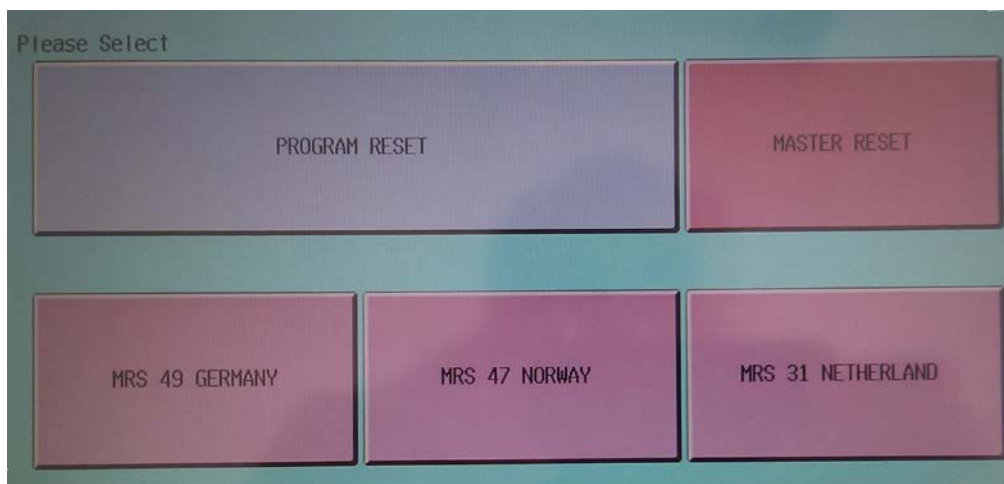 Please Select
PROGRAM RESET
MASTER RESET
MRS 49 GERMANY
MRS 47 NORWAY
MRS 31 NETHERLAND